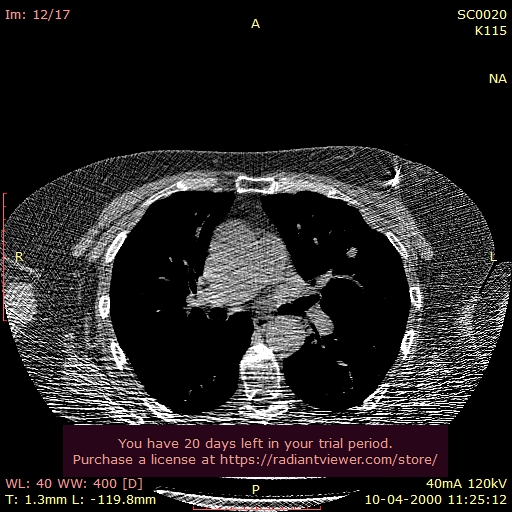 Im: 12/17
SC0020
K115
A
NA
R
L
You have 20 days left in your trial period.
Purchase a license at https://radiantviewer.com/store/
WL: 40 WW: 400 [D]
T: 1.3mm L: -119.8mm
P
40mA 120kV
10-04-2000 11:25:12